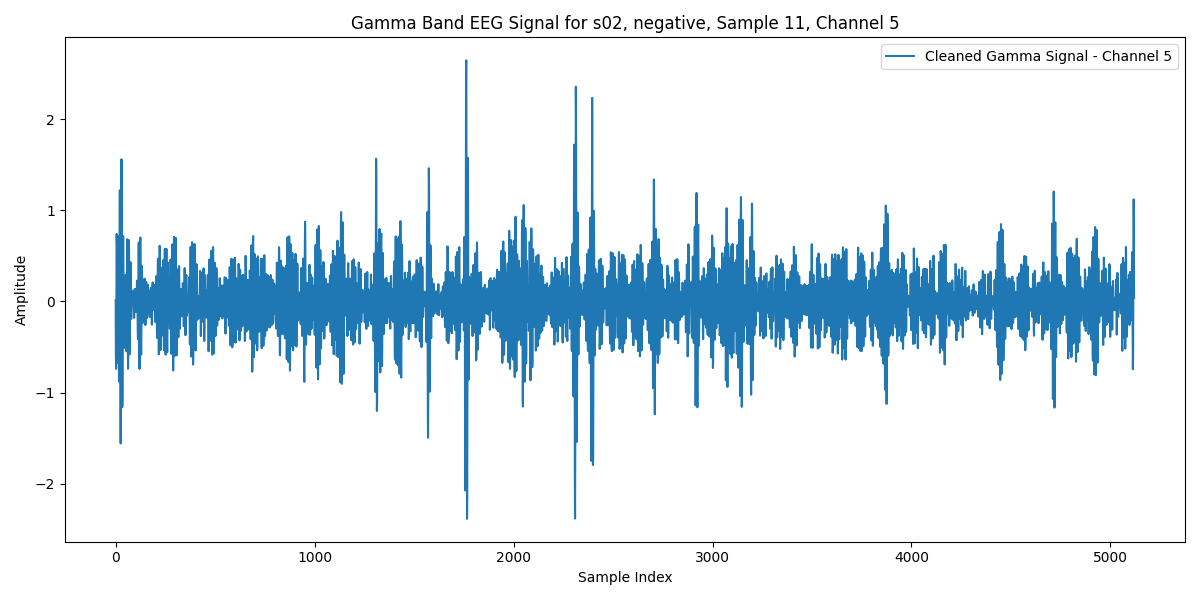 Gamma Band EEG Signal for s02, negative, Sample 11, Channel 5
Cleaned Gamma Signal - Channel 5
Amplitude
2
1
0
−1
−2
0 1000 2000 3000 4000 5000
Sample Index